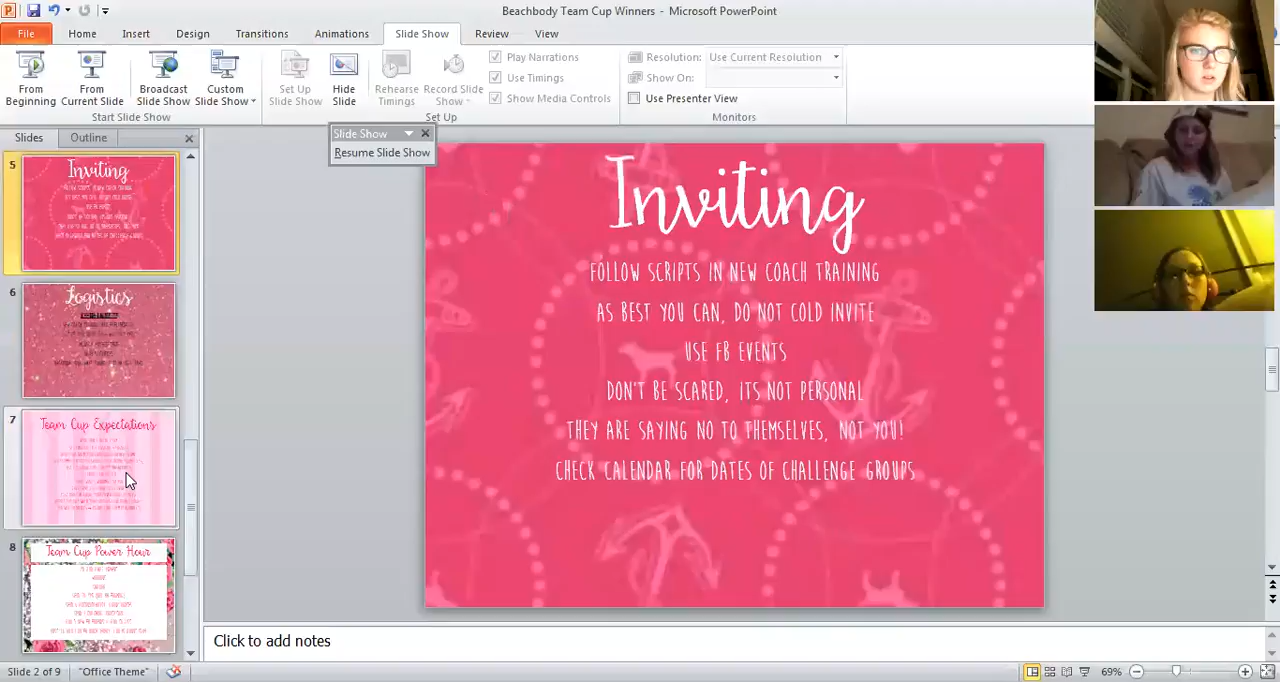 Beachbody Team Cup Winners - Microsoft PowerPoint
File Home Insert Design Transitions Animations Slide Show Review View
From Beginning
From Current Slide
Broadcast Slide Show
Custom Slide Show
Start Slide Show
Set Up Slide Show
Hide Slide
Rehearse Timings
Record Slide Show
Play Narrations
Use Timings
Show Media Controls
Set Up
Resolution: Use Current Resolution
Show On:
Use Presenter View
Monitors
Slides Outline
Slide Show
Resume Slide Show
5
Inviting
6
Logistics
7
Team Cup Expectations
8
Team Cup Power Hour
Inviting
FOLLOW SCRIPTS IN NEW COACH TRAINING
AS BEST YOU CAN, DO NOT COLD INVITE
USE FB EVENTS
DON'T BE SCARED, ITS NOT PERSONAL
THEY ARE SAYING NO TO THEMSELVES, NOT YOU!
CHECK CALENDAR FOR DATES OF CHALLENGE GROUPS
Click to add notes
Slide 2 of 9 "Office Theme" 69%